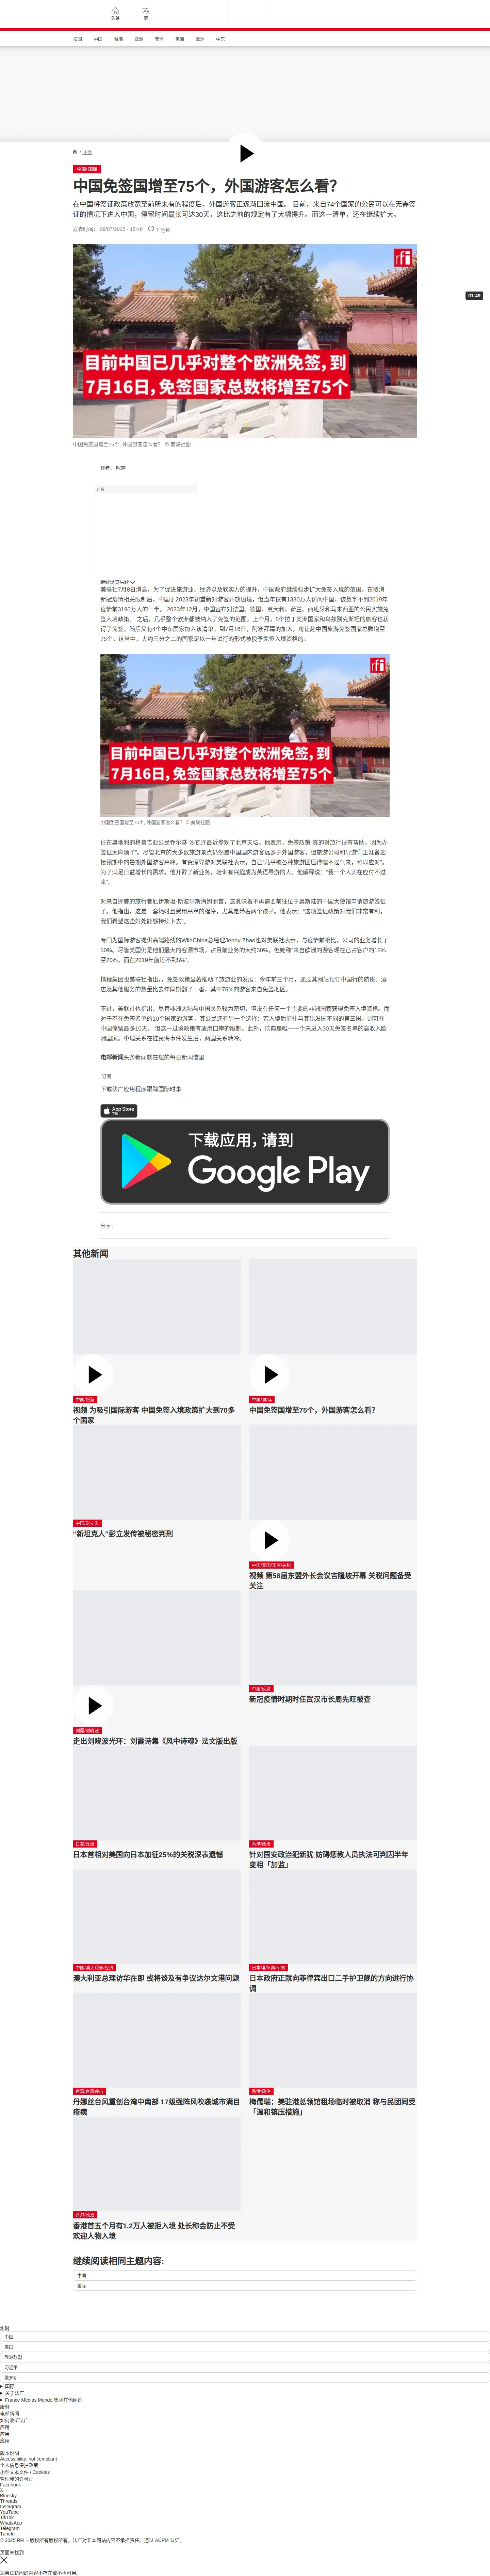 头条
繁
法国
中国
台海
亚洲
非洲
美洲
欧洲
中东
/ 中国
中国/ 国际
中国免签国增至75个，外国游客怎么看？
在中国将签证政策放宽至前所未有的程度后，外国游客正逐渐回流中国。 目前，来自74个国家的公民可以在无需签
证的情况下进入中国，停留时间最长可达30天，这比之前的规定有了大幅提升。而这一清单，还在继续扩大。
发表时间： 08/07/2025 - 15:46
7 分钟
rfi
01:49
目前中国已几乎对整个欧洲免签,到
7月16日,免签国家总数将增至75个
中国免签国增至75个, 外国游客怎么看？ © 美联社图
作者： 呢喃
广告
继续浏览后续
美联社7月8日消息，为了促进旅游业、经济以及软实力的提升，中国政府继续稳步扩大免签入境的范围。在取消
新冠疫情相关限制后，中国于2023年初重新对游客开放边境，但当年仅有1380万人访问中国，该数字不到2019年
疫情前3190万人的一半。 2023年12月，中国宣布对法国、德国、意大利、荷兰、西班牙和马来西亚的公民实施免
签入境政策。 之后，几乎整个欧洲都被纳入了免签的范围。上个月，5个拉丁美洲国家和乌兹别克斯坦的旅客也获
得了免签，随后又有4个中东国家加入该清单。到7月16日，阿塞拜疆的加入，将让赴中国旅游免签国家总数增至
75个。这当中，大约三分之二的国家是以一年试行的形式被授予免签入境资格的。
rfi
目前中国已几乎对整个欧洲免签,到
7月16日,免签国家总数将增至75个
中国免签国增至75个, 外国游客怎么看？ © 美联社图
往在奥地利的格鲁吉亚公民乔尔基·沙瓦泽最近参观了北京天坛。他表示，免签政策“真的对旅行很有帮助，因为办
签证太麻烦了”。尽管北京的大多数旅游景点仍然是中国国内游客远多于外国游客，但旅游公司和导游们正准备迎
接预期中的暑期外国游客高峰。有资深导游对美联社表示，自己“几乎被各种旅游团压得喘不过气来，难以应对”。
为了满足日益增长的需求，他开辟了新业务，培训有兴趣成为英语导游的人。他解释说：“我一个人实在应付不过
来”。
对来自挪威的旅行者厄伊斯坦·斯波尔斯海姆而言，这意味着不再需要前往位于奥斯陆的中国大使馆申请旅游签证
了。他指出，这是一套耗时且费用高昂的程序，尤其是带着两个孩子。他表示：“这项签证政策对我们非常有利，
我们希望这些好处能够持续下去”。
专门为国际游客提供高端路线的WildChina总经理Jenny Zhao也对美联社表示，与疫情前相比，公司的业务增长了
50%。尽管美国仍是他们最大的客源市场，占目前业务的大约30%，但她称“来自欧洲的游客现在已占客户的15%
至20%，而在2019年前还不到5%”。
携程集团也美联社指出,，免签政策显著推动了旅游业的发展：今年前三个月，通过其网站预订中国行的航班、酒
店及其他服务的数量比去年同期翻了一番，其中75%的游客来自免签地区。
不过，美联社也指出，尽管非洲大陆与中国关系较为密切，但没有任何一个主要的非洲国家获得免签入境资格。而
对于不在免签名单的10个国家的游客，其公民还有另一个选择：若入境后前往与其出发国不同的第三国，则可在
中国停留最多10天。 但这一过境政策有适用口岸的限制。此外，瑞典是唯一一个未进入30天免签名单的高收入欧
洲国家。中瑞关系在桂民海事件发生后，两国关系转冷。
电邮新闻头条新闻就在您的每日新闻信里
订阅
下载法广应用程序跟踪国际时事
App Store
下载
下载应用，请到
Google Play
分享 :
其他新闻
中国/旅游
视频 为吸引国际游客 中国免签入境政策扩大到70多
个国家
中国/ 国际
中国免签国增至75个，外国游客怎么看？
中国/彭立发
“新坦克人”彭立发传被秘密判刑
中国/美国/东盟/关税
视频 第58届东盟外长会议吉隆坡开幕 关税问题备受
关注
刘霞/刘晓波
走出刘晓波光环：刘霞诗集《风中诗魂》法文版出版
中国/反腐
新冠疫情时期时任武汉市长周先旺被查
日美/政治
日本首相对美国向日本加征25%的关税深表遗憾
香港/政治
针对国安政治犯新犹 妨碍惩教人员执法可判囚半年
变相「加监」
中国/澳大利亚/经济
澳大利亚总理访华在即 或将谈及有争议达尔文港问题
日本/菲律宾/军事
日本政府正就向菲律宾出口二手护卫舰的方向进行协
调
台湾/台风袭击
丹娜丝台风重创台湾中南部 17级强阵风吹袭城市满目
疮痍
香港/政治
梅儒瑞：美驻港总领馆租场临时被取消 称与民团同受
「温和镇压措施」
香港/政治
香港首五个月有1.2万人被拒入境 处长称会防止不受
欢迎人物入境
继续阅读相同主题内容:
中国
国际
实时
中国
美国
欧洲联盟
习近平
俄罗斯
国际
关于法广
France Médias Monde 集团其他网站
服务
电邮新闻
如何收听法广
应用
应用
应用
版本说明
Accessibility: not compliant
个人信息保护政策
小型文本文件 / Cookies
管理我的许可证
Facebook
X
Bluesky
Threads
Instagram
YouTube
TikTok
WhatsApp
Telegram
TuneIn
© 2025 RFI – 版权所有版权所有。法广对非本网站内容不承担责任。通过 ACPM 认证。
页面未找到
您尝试访问的内容不存在或不再可用。